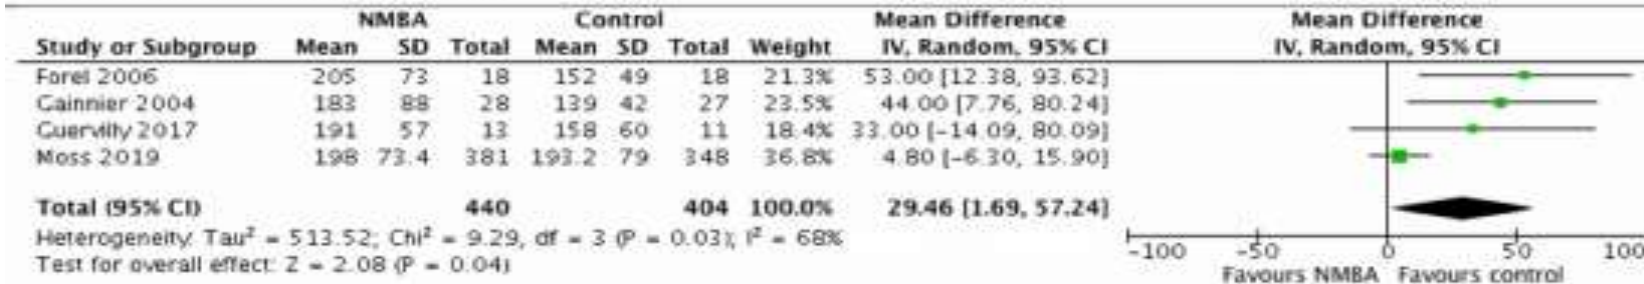 NMBA Control Mean Difference Mean Difference
Study or Subgroup Mean SD Total Mean SD Total Weight IV, Random, 95% CI IV, Random, 95% CI
Forel 2006 205 73 18 152 49 18 21.3% 53.00 [12.38, 93.62]
Gainnier 2004 183 88 28 139 42 27 23.5% 44.00 [7.76, 80.24]
Guervilly 2017 191 57 13 158 60 11 18.4% 33.00 [-14.09, 80.09]
Moss 2019 198 73.4 381 193.2 79 348 36.8% 4.80 [-6.30, 15.90]
Total (95% CI) 440 404 100.0% 29.46 [1.69, 57.24]
Heterogeneity: Tau² = 513.52; Chi² = 9.29, df = 3 (P = 0.03); I² = 68%
Test for overall effect: Z = 2.08 (P = 0.04)
-100 -50 0 50 100
Favours NMBA Favours control